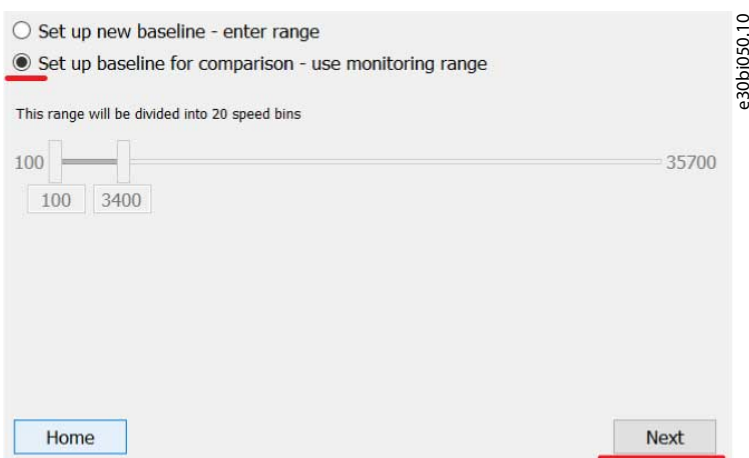 Set up new baseline - enter range
Set up baseline for comparison - use monitoring range
This range will be divided into 20 speed bins
100 35700
100 3400
Home Next
e30bi050.10